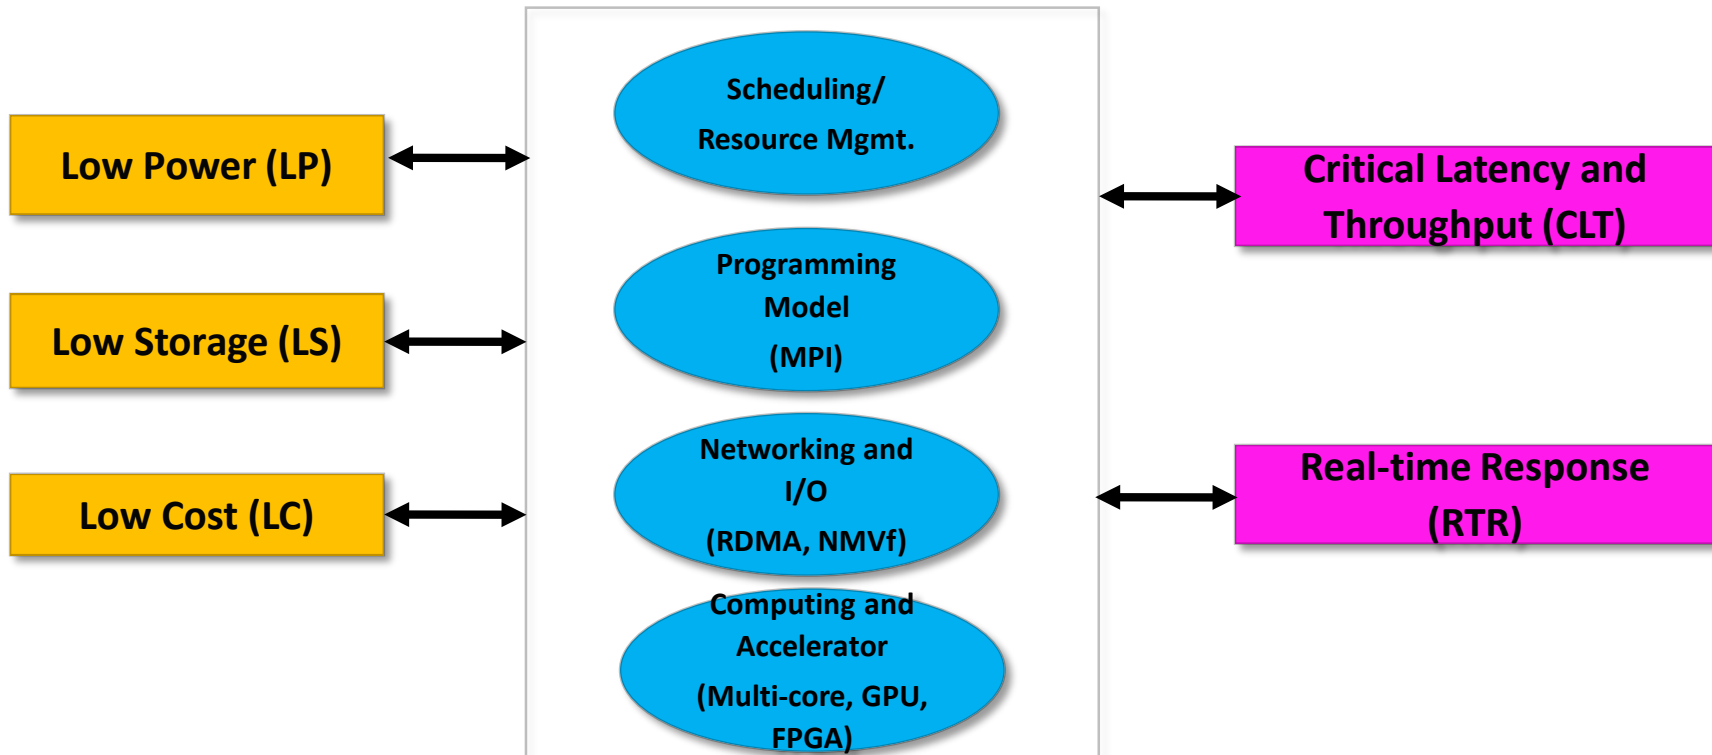 Low Power (LP)
Low Storage (LS)
Low Cost (LC)
Scheduling/
Resource Mgmt.
Programming
Model
(MPI)
Networking and
I/O
(RDMA, NMVf)
Computing and
Accelerator
(Multi-core, GPU,
FPGA)
Critical Latency and
Throughput (CLT)
Real-time Response
(RTR)